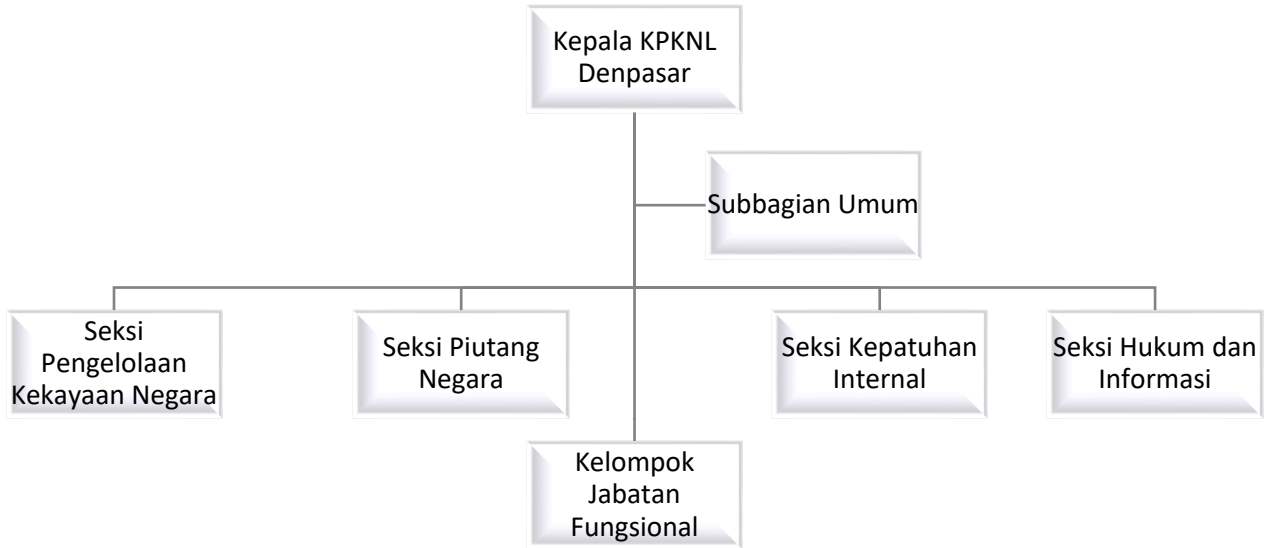 Kepala KPKNL
Denpasar
Subbagian Umum
Seksi
Pengelolaan
Kekayaan Negara
Seksi Piutang
Negara
Seksi Kepatuhan
Internal
Seksi Hukum dan
Informasi
Kelompok
Jabatan
Fungsional